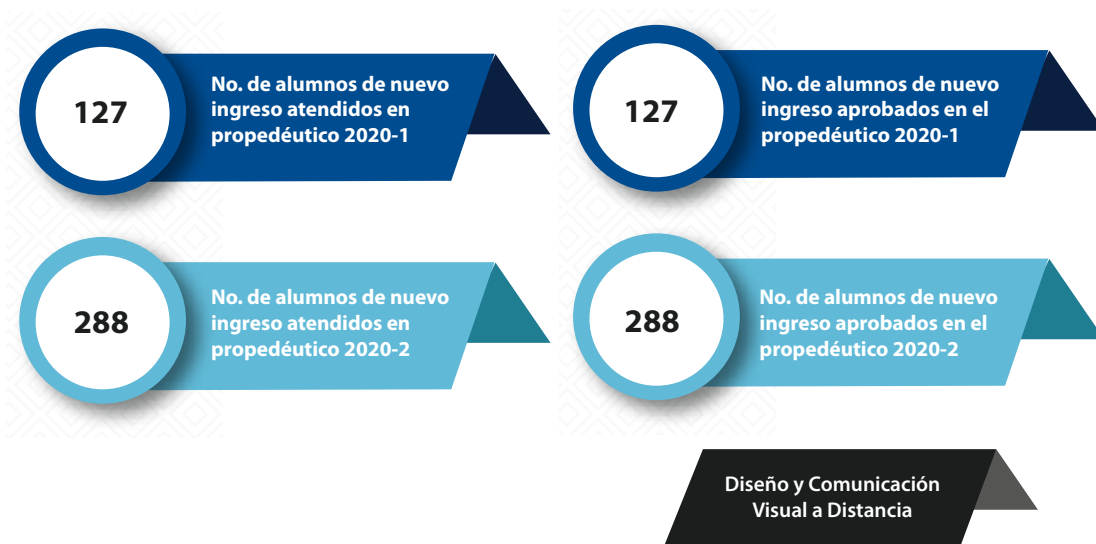 127
No. de alumnos de nuevo
ingreso atendidos en
propedéutico 2020-1
127
No. de alumnos de nuevo
ingreso aprobados en el
propedéutico 2020-1
288
No. de alumnos de nuevo
ingreso atendidos en
propedéutico 2020-2
288
No. de alumnos de nuevo
ingreso aprobados en el
propedéutico 2020-2
Diseño y Comunicación
Visual a Distancia